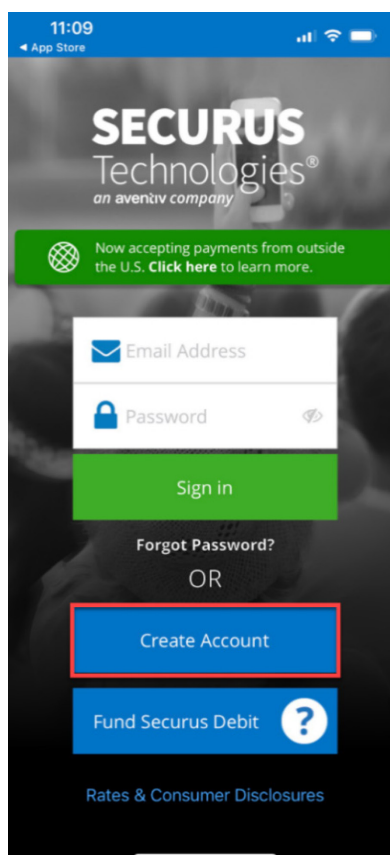 11:09
◀ App Store
SECURUS
Technologies®
an aventiv company
Now accepting payments from outside
the U.S. Click here to learn more.
Email Address
Password
Sign in
Forgot Password?
OR
Create Account
Fund Securus Debit ?
Rates & Consumer Disclosures